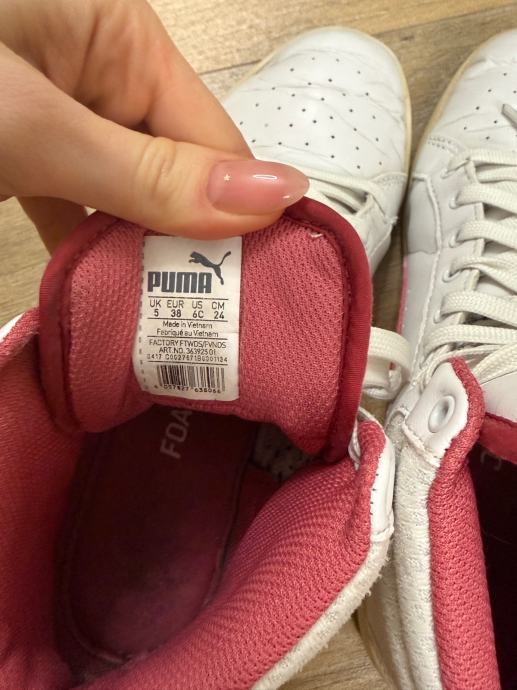 PUMA
UK EUR US CM
5 38 6C 24
Made in Vietnam
Fabriqué au Vietnam
FACTORY FTWDS/FVNDS
ART.NO. 363925 01
FOA